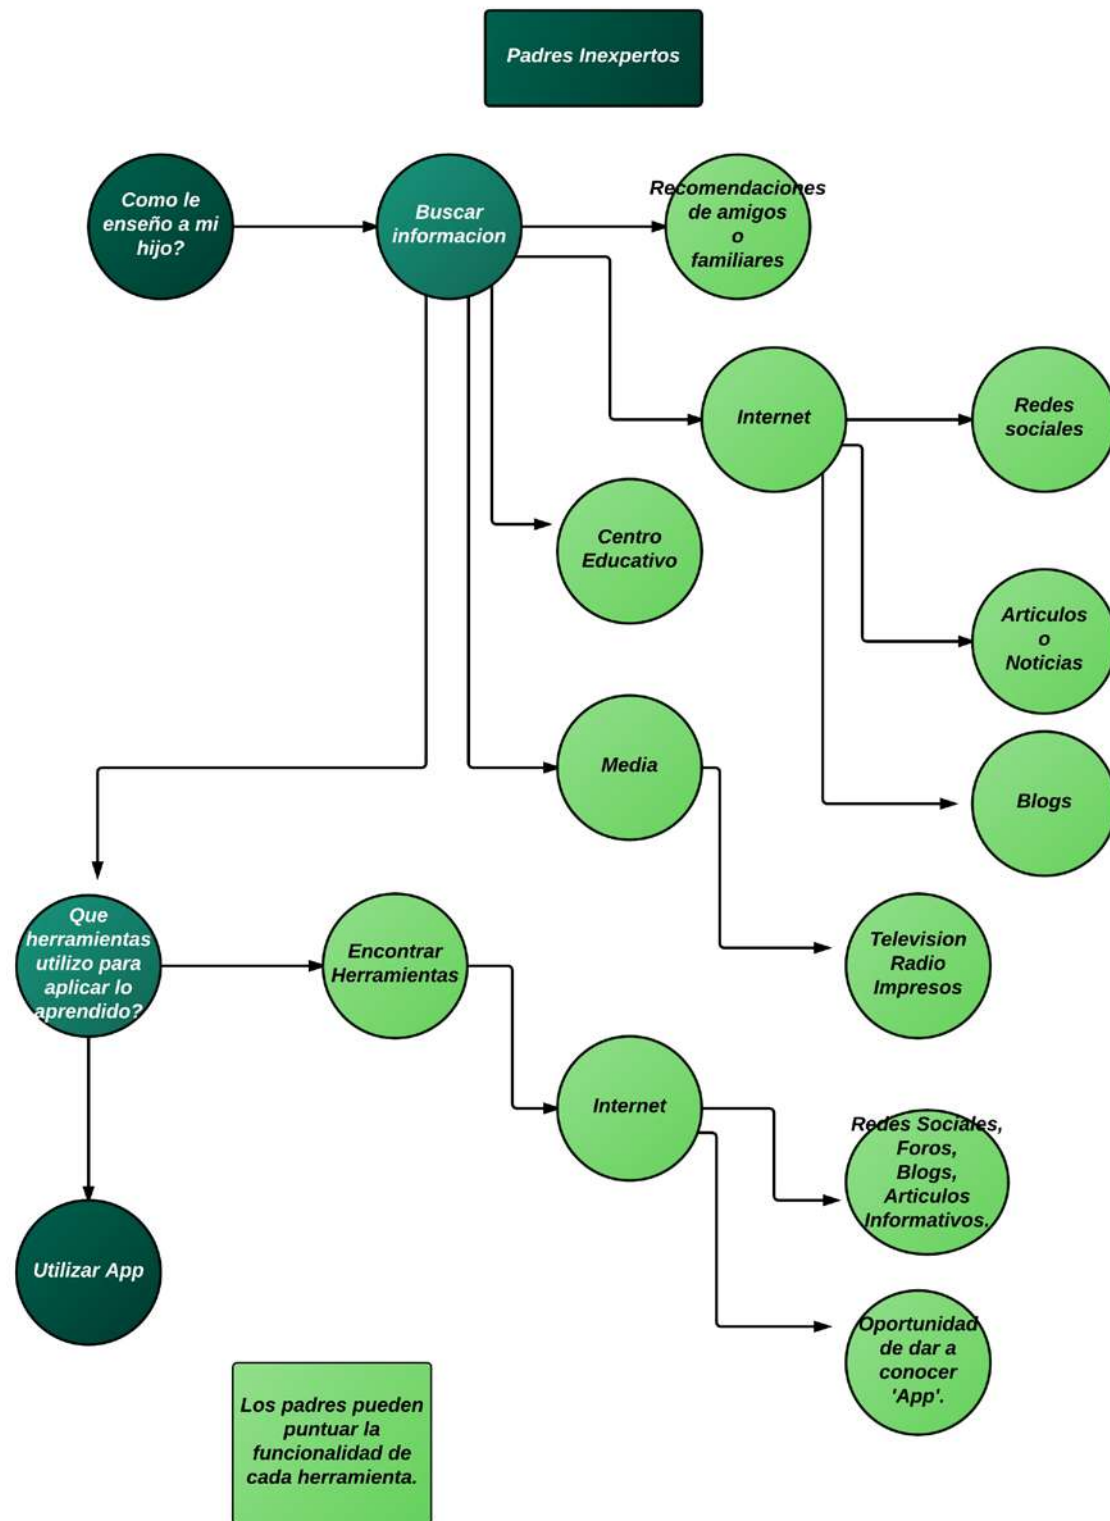 Padres Inexpertos
Como le
enseño a mi
hijo?
Buscar
informacion
Recomendaciones
de amigos
o
familiares
Internet
Redes
sociales
Centro
Educativo
Articulos
o
Noticias
Media
Blogs
Que
herramientas
utilizo para
aplicar lo
aprendido?
Encontrar
Herramientas
Television
Radio
Impresos
Internet
Redes Sociales,
Foros,
Blogs,
Articulos
Informativos.
Utilizar App
Oportunidad
de dar a
conocer
'App'.
Los padres pueden
puntuar la
funcionalidad de
cada herramienta.